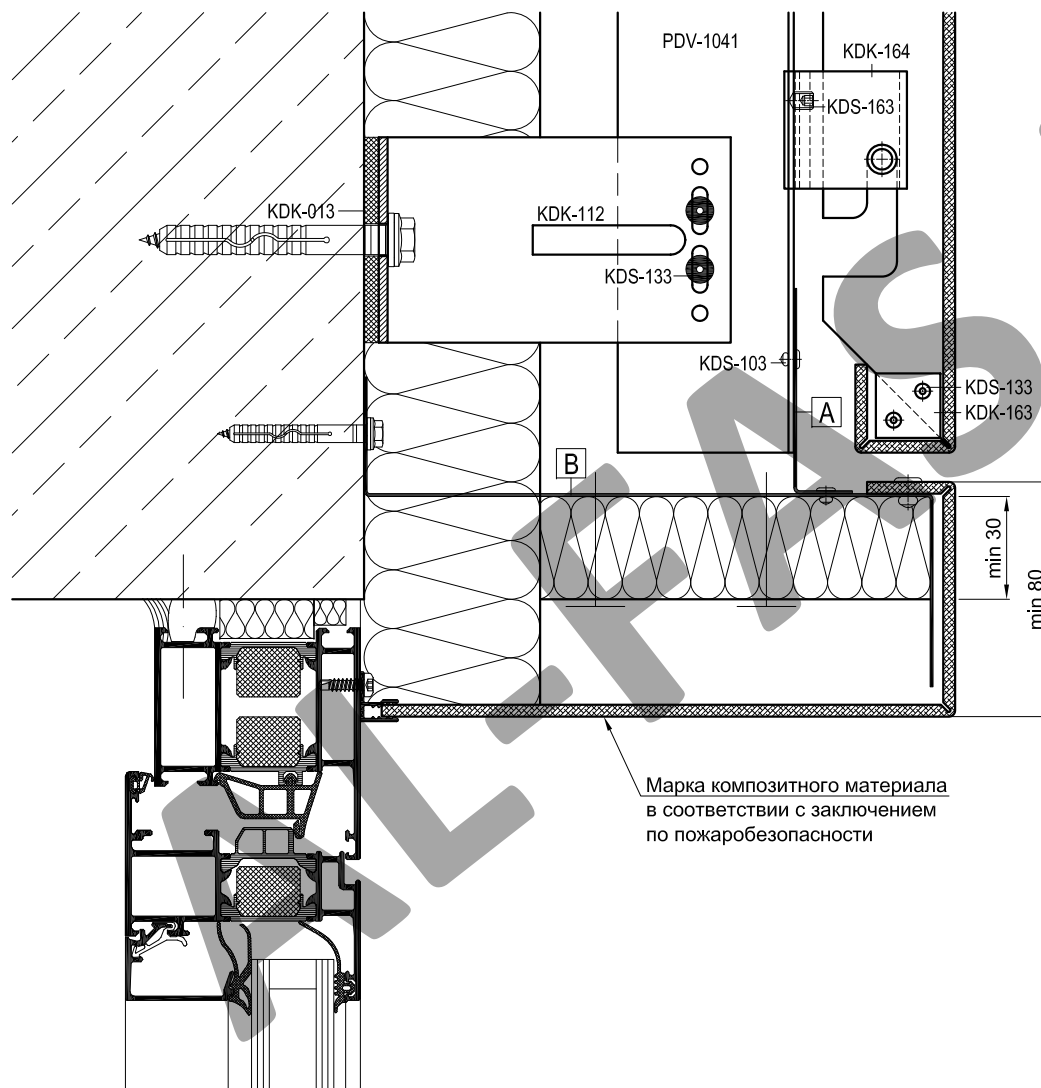 PDV-1041
KDK-164
KDS-163
KDK-013
KDK-112
KDS-133
KDS-103
KDS-133
A
KDK-163
B
min 30
min 80
Марка композитного материала
в соответствии с заключением
по пожаробезопасности
AL-FAS